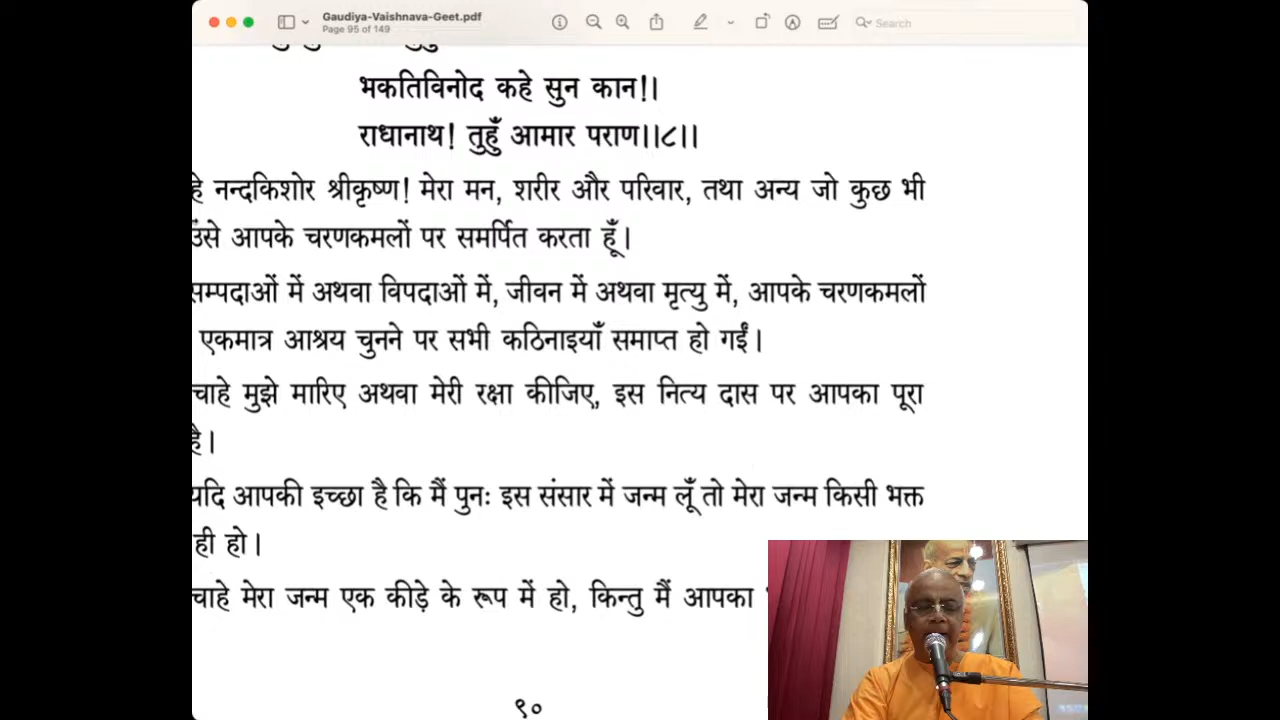 Gaudiya-Vaishnava-Geet.pdf
Page 95 of 149
Search
भकतिविनोद कहे सुन कान!।
राधानाथ! तुहुँ आमार पराण।।८।।
हे नन्दकिशोर श्रीकृष्ण! मेरा मन, शरीर और परिवार, तथा अन्य जो कुछ भी
उसे आपके चरणकमलों पर समर्पित करता हूँ।
सम्पदाओं में अथवा विपदाओं में, जीवन में अथवा मृत्यु में, आपके चरणकमलों
एकमात्र आश्रय चुनने पर सभी कठिनाइयाँ समाप्त हो गईं।
चाहे मुझे मारिए अथवा मेरी रक्षा कीजिए, इस नित्य दास पर आपका पूरा
है।
यदि आपकी इच्छा है कि मैं पुनः इस संसार में जन्म लूँ तो मेरा जन्म किसी भक्त
ही हो।
चाहे मेरा जन्म एक कीड़े के रूप में हो, किन्तु मैं आपका
९०